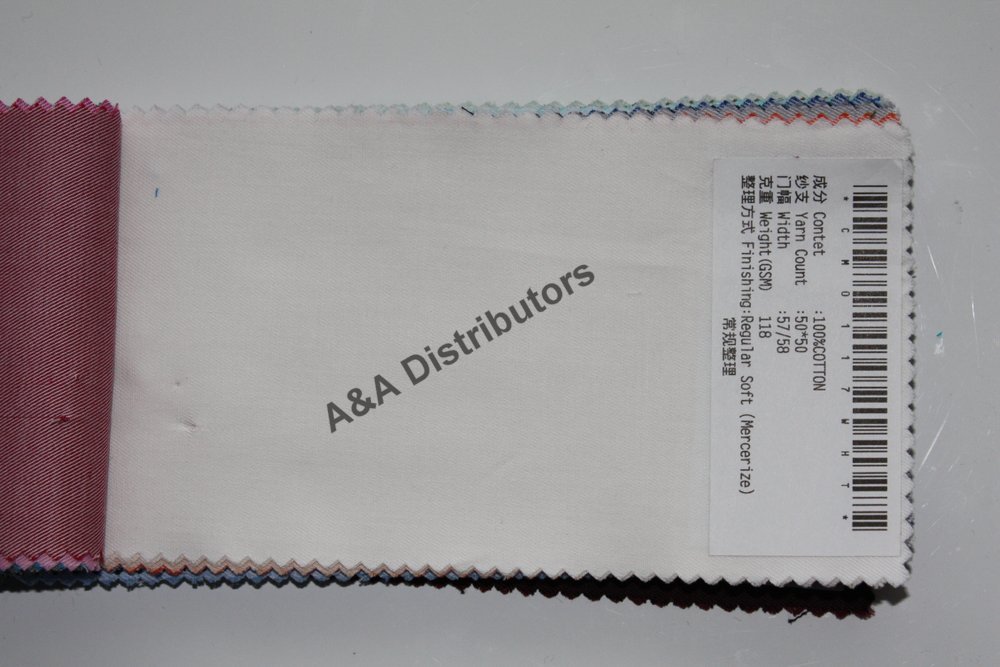 *CM0117WHT*
成分 Contet :100%COTTON
纱支 Yarn Count :50*50
门幅 Width :57/58
克重 Weight(GSM) 118
整理方式 Finishing:Regular Soft (Mercerize)
常规整理
A&A Distributors